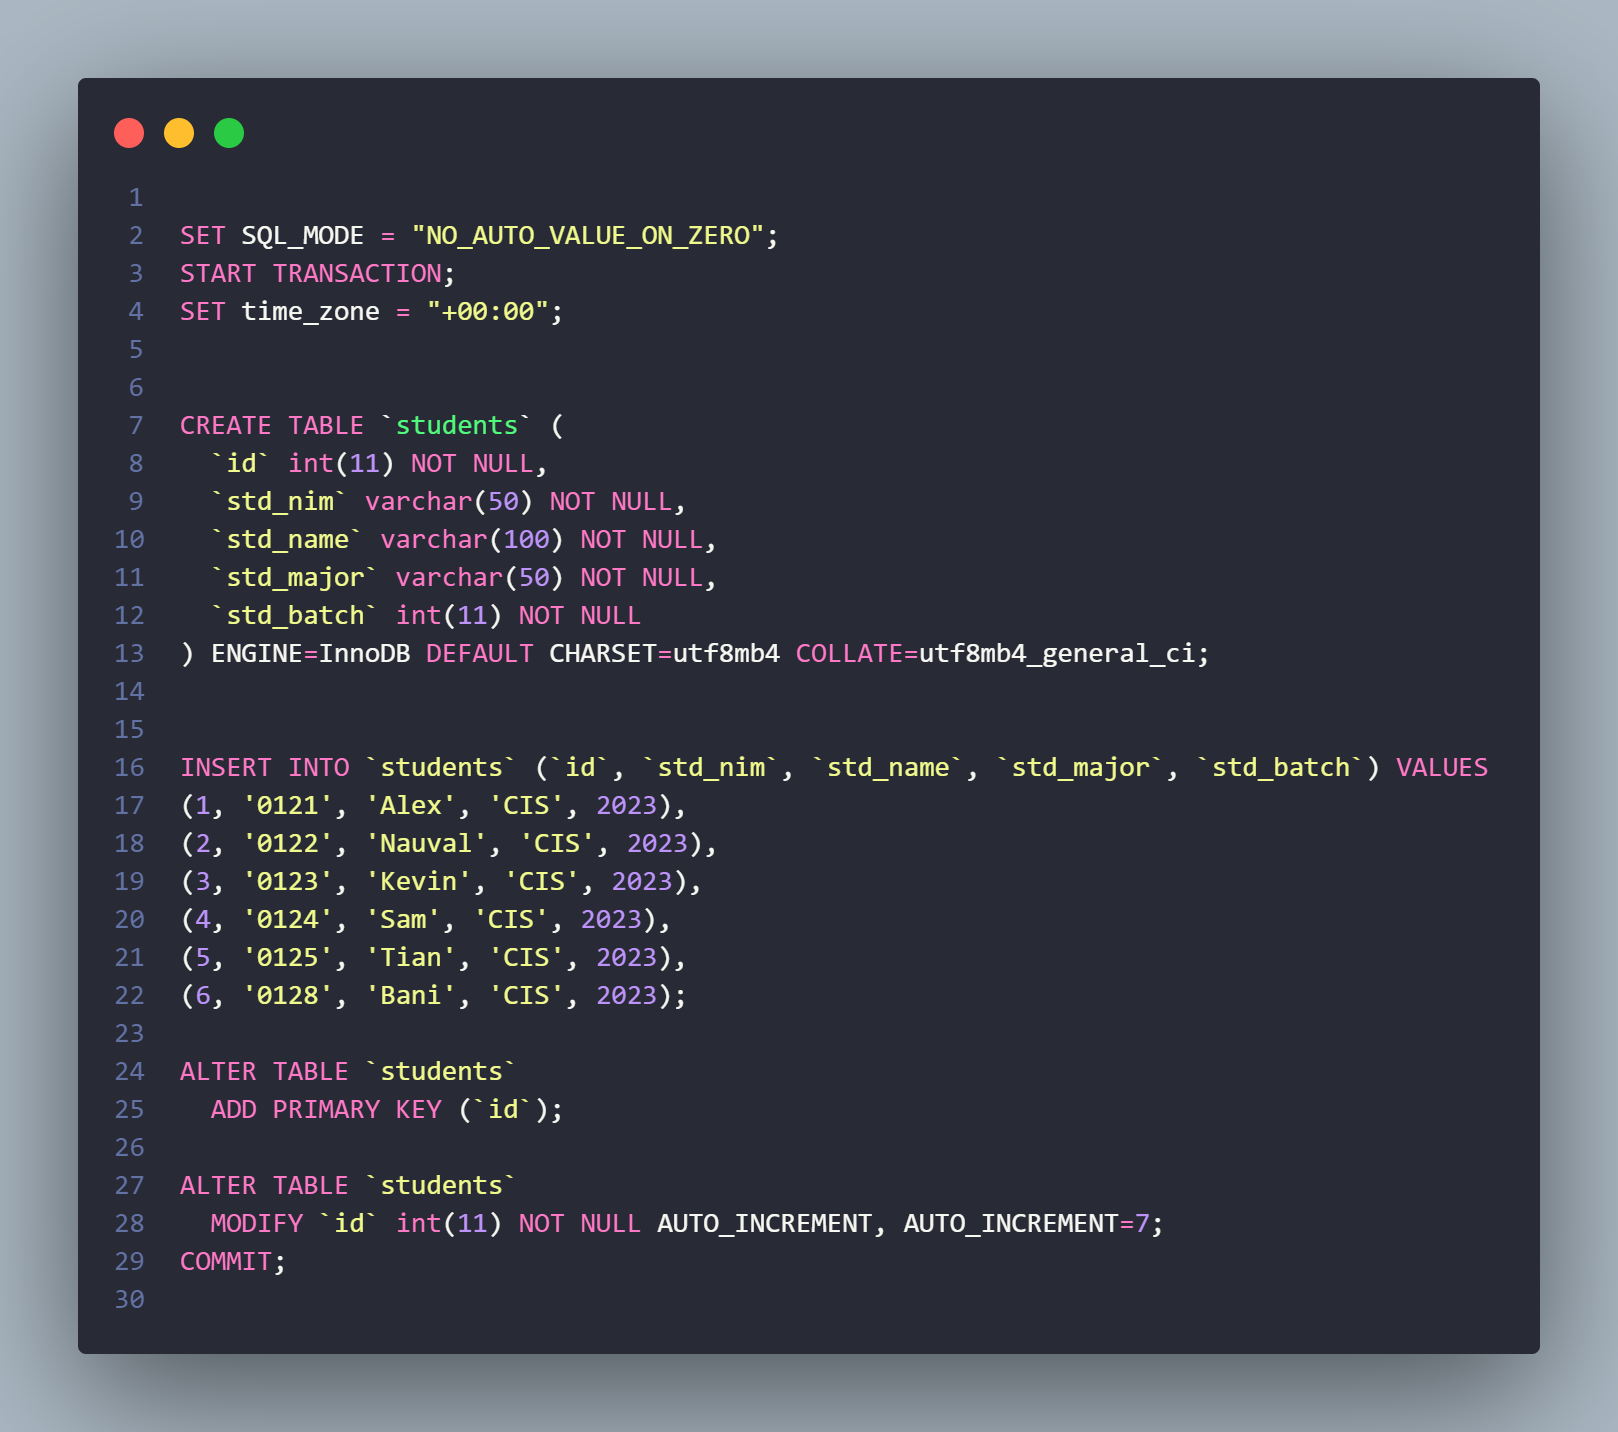 1
2 SET SQL_MODE = "NO_AUTO_VALUE_ON_ZERO";
3 START TRANSACTION;
4 SET time_zone = "+00:00";
5
6
7 CREATE TABLE `students` (
8   `id` int(11) NOT NULL,
9   `std_nim` varchar(50) NOT NULL,
10   `std_name` varchar(100) NOT NULL,
11   `std_major` varchar(50) NOT NULL,
12   `std_batch` int(11) NOT NULL
13 ) ENGINE=InnoDB DEFAULT CHARSET=utf8mb4 COLLATE=utf8mb4_general_ci;
14
15
16 INSERT INTO `students` (`id`, `std_nim`, `std_name`, `std_major`, `std_batch`) VALUES
17 (1, '0121', 'Alex', 'CIS', 2023),
18 (2, '0122', 'Nauval', 'CIS', 2023),
19 (3, '0123', 'Kevin', 'CIS', 2023),
20 (4, '0124', 'Sam', 'CIS', 2023),
21 (5, '0125', 'Tian', 'CIS', 2023),
22 (6, '0128', 'Bani', 'CIS', 2023);
23
24 ALTER TABLE `students`
25   ADD PRIMARY KEY (`id`);
26
27 ALTER TABLE `students`
28   MODIFY `id` int(11) NOT NULL AUTO_INCREMENT, AUTO_INCREMENT=7;
29 COMMIT;
30